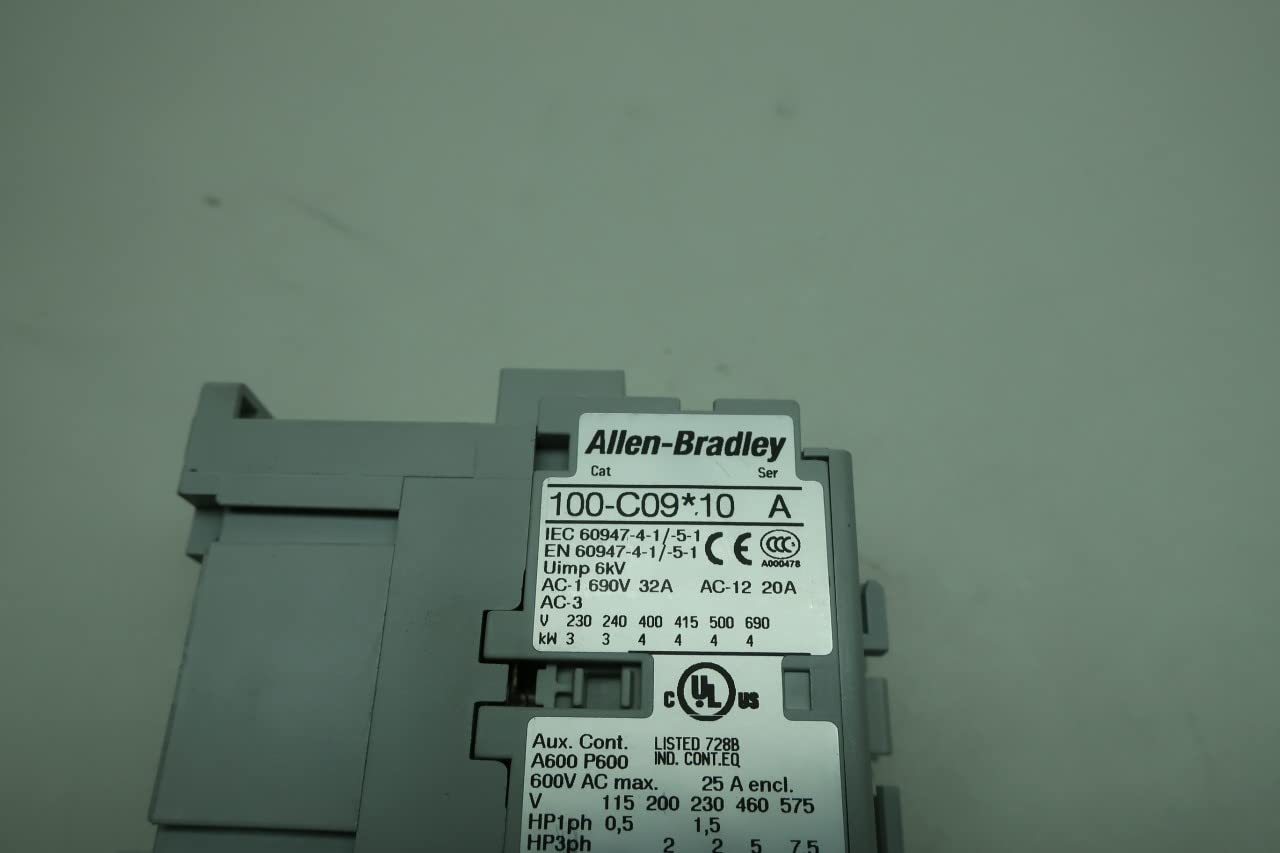 Allen-Bradley
Cat Ser
100-C09*10 A
IEC 60947-4-1/-5-1
EN 60947-4-1/-5-1
CE CCC
A000478
Uimp 6kV
AC-1 690V 32A AC-12 20A
AC-3
V 230 240 400 415 500 690
kW 3 3 4 4 4 4
C UL US
Aux. Cont. LISTED 728B
A600 P600 IND. CONT.EQ
600V AC max. 25 A encl.
V 115 200 230 460 575
HP1ph 0,5 1,5
HP3ph 2 2 5 7,5